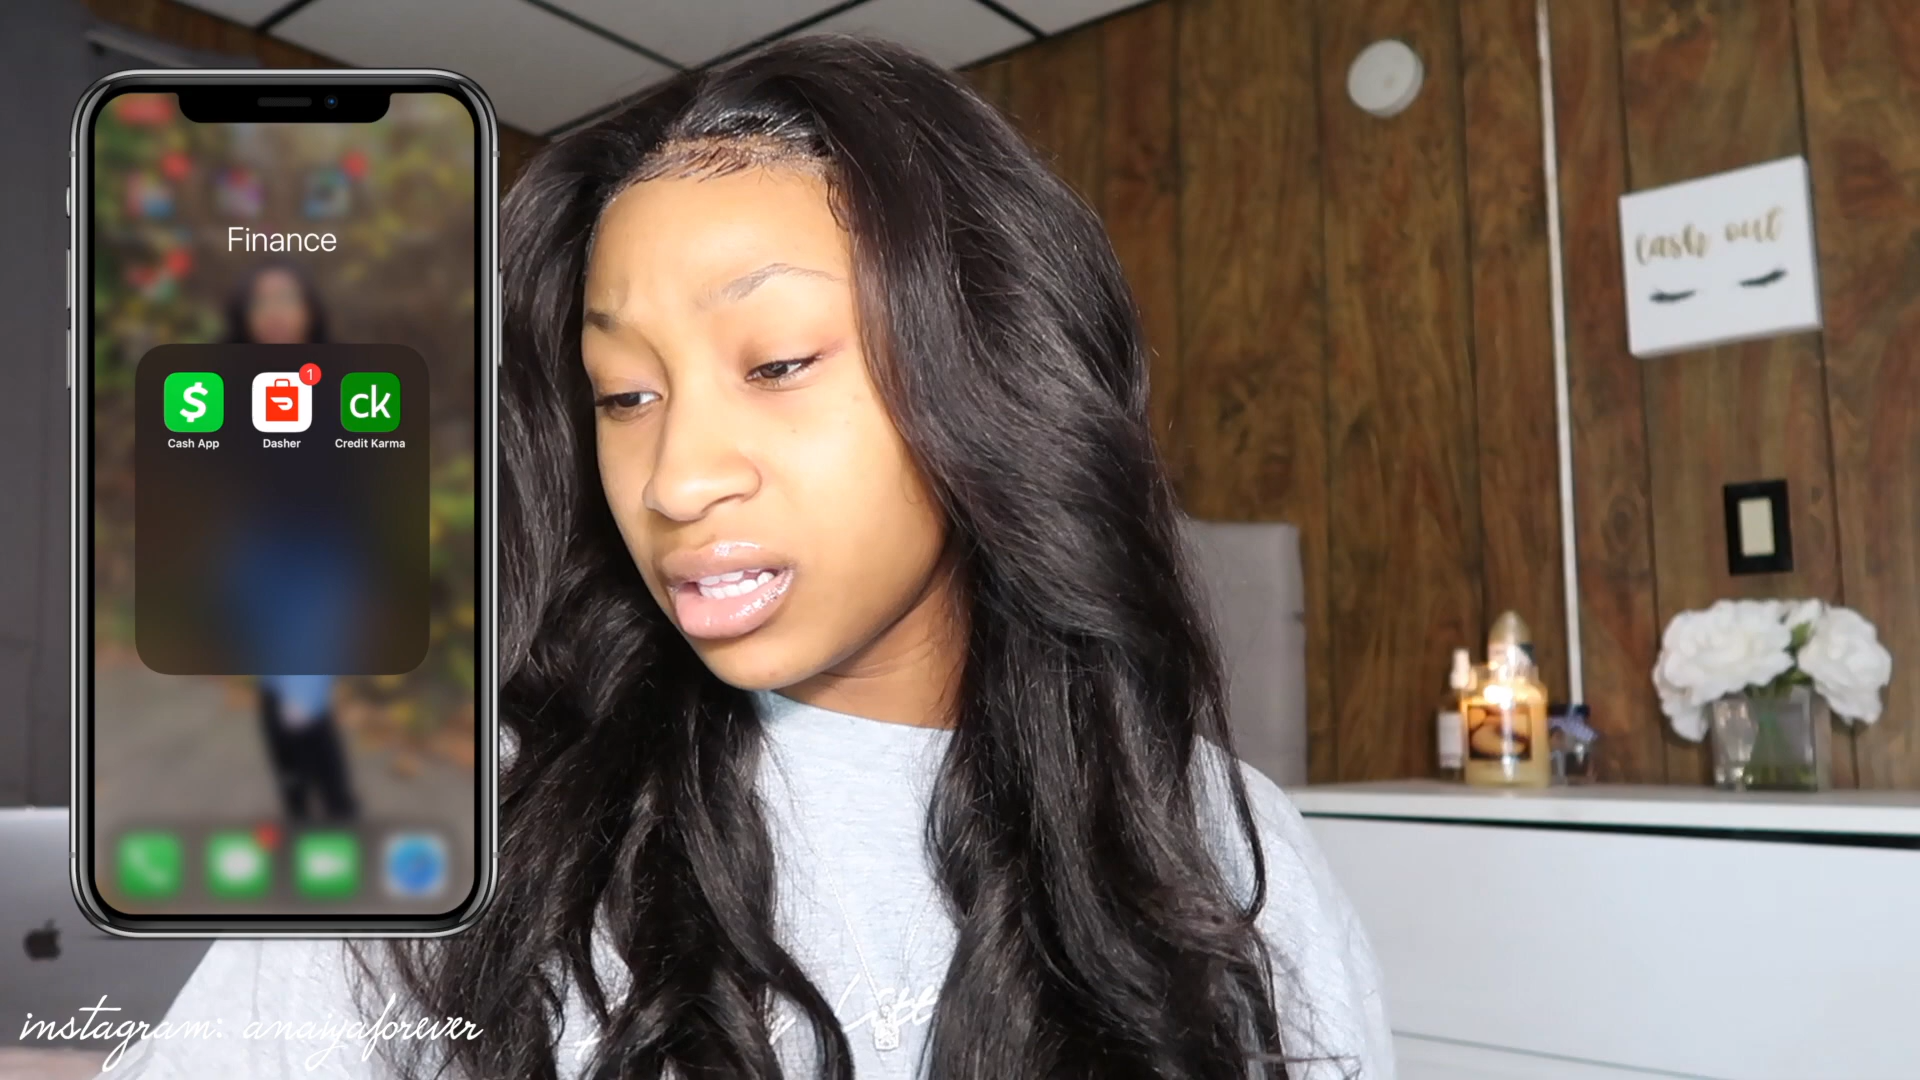 Finance
$
1
ck
Cash App
Dasher
Credit Karma
cash out
instagram: anaiyaforever